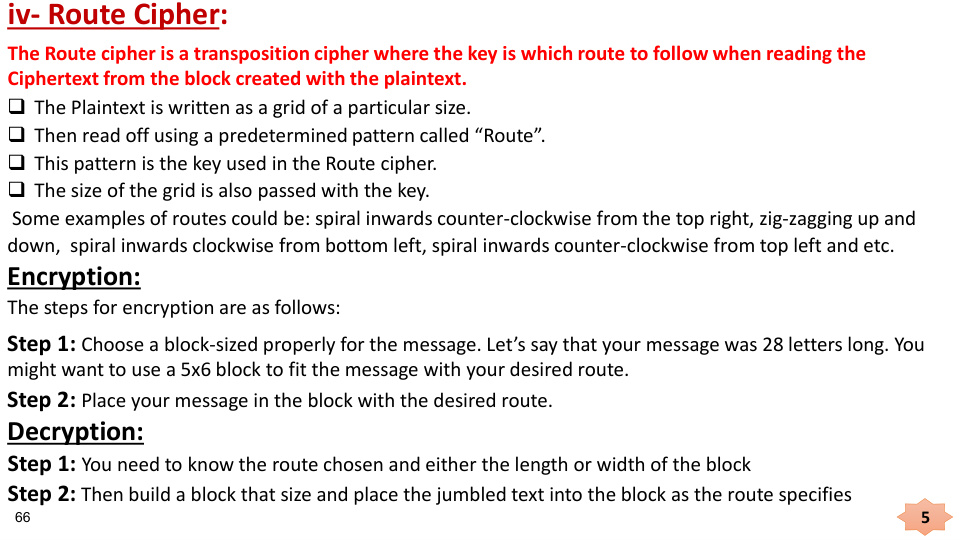 iv- Route Cipher:
The Route cipher is a transposition cipher where the key is which route to follow when reading the
Ciphertext from the block created with the plaintext.
❑ The Plaintext is written as a grid of a particular size.
❑ Then read off using a predetermined pattern called “Route”.
❑ This pattern is the key used in the Route cipher.
❑ The size of the grid is also passed with the key.
Some examples of routes could be: spiral inwards counter-clockwise from the top right, zig-zagging up and
down, spiral inwards clockwise from bottom left, spiral inwards counter-clockwise from top left and etc.
Encryption:
The steps for encryption are as follows:
Step 1: Choose a block-sized properly for the message. Let’s say that your message was 28 letters long. You
might want to use a 5x6 block to fit the message with your desired route.
Step 2: Place your message in the block with the desired route.
Decryption:
Step 1: You need to know the route chosen and either the length or width of the block
Step 2: Then build a block that size and place the jumbled text into the block as the route specifies
66
5